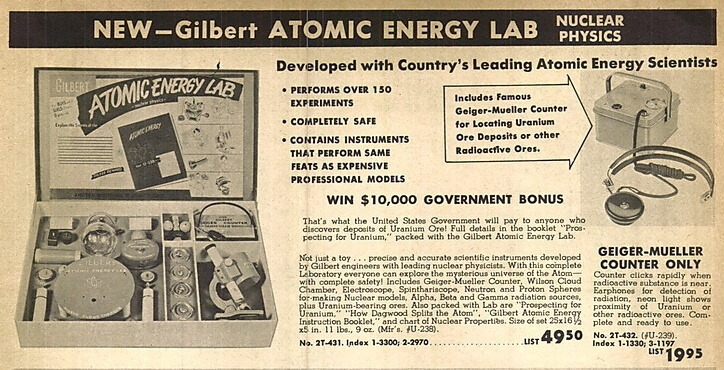 NEW—Gilbert ATOMIC ENERGY LAB NUCLEAR PHYSICS
GILBERT
ATOMIC ENERGY LAB
nuclear physics
ATOMIC ENERGY
Developed with Country's Leading Atomic Energy Scientists
• PERFORMS OVER 150
EXPERIMENTS
• COMPLETELY SAFE
• CONTAINS INSTRUMENTS
THAT PERFORM SAME
FEATS AS EXPENSIVE
PROFESSIONAL MODELS
Includes Famous
Geiger-Mueller Counter
for Locating Uranium
Ore Deposits or other
Radioactive Ores.
WIN $10,000 GOVERNMENT BONUS
That's what the United States Government will pay to anyone who
discovers deposits of Uranium Ore! Full details in the booklet "Pros-
pecting for Uranium," packed with the Gilbert Atomic Energy Lab.
Not just a toy . . . precise and accurate scientific instruments developed
by Gilbert engineers with leading nuclear physicists. With this complete
Laboratory everyone can explore the mysterious universe of the Atom—
with complete safety! Includes Geiger-Mueller Counter, Wilson Cloud
Chamber, Electroscope, Spinthariscope, Neutron and Proton Spheres
for-making Nuclear models, Alpha, Beta and Gamma radiation sources,
plus Uranium-bearing ores. Also packed with Lab are "Prospecting for
Uranium," "How Dagwood Splits the Atom", "Gilbert Atomic Energy
Instruction Booklet," and chart of Nuclear Properties. Size of set 25x16½
x5 in. 11 lbs., 9 oz. (Mfr's. #U-238).
No. 2T-431. Index 1-3300; 2-2970 ........................ LIST 49 50
GEIGER-MUELLER
COUNTER ONLY
Counter clicks rapidly when
radioactive substance is near.
Earphones for detection of
radiation, neon light shows
proximity of Uranium or
other radioactive ores. Com-
plete and ready to use.
No. 2T-432. (#U-239).
Index 1-1330; 3-1197
LIST 19 95
GILBERT
GEIGER COUNTER
GILBERT
ATOMIC ENERGY LAB